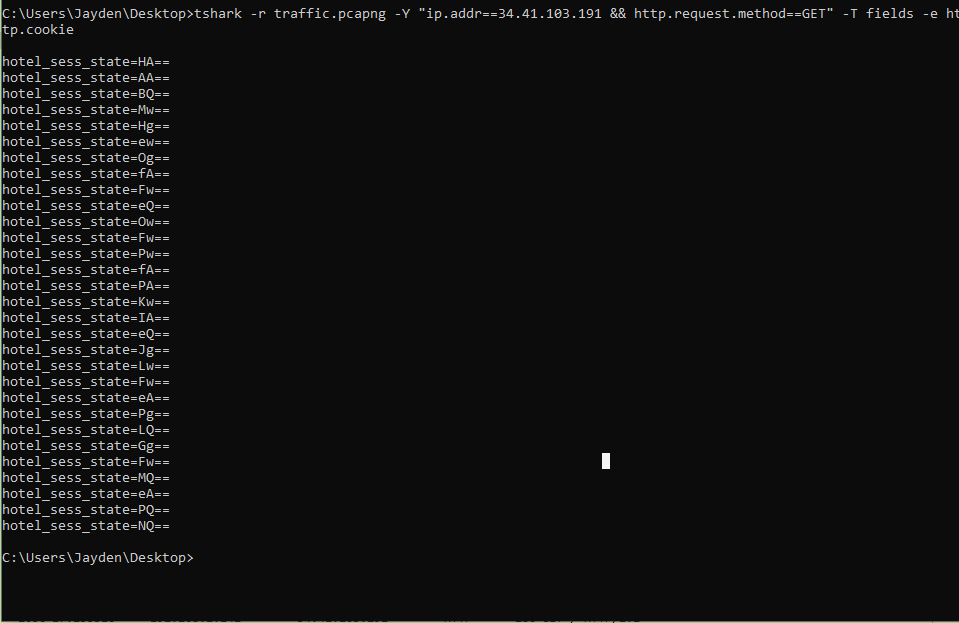 C:\Users\Jayden\Desktop>tshark -r traffic.pcapng -Y "ip.addr==34.41.103.191 && http.request.method==GET" -T fields -e ht
tp.cookie
hotel_sess_state=HA==
hotel_sess_state=AA==
hotel_sess_state=BQ==
hotel_sess_state=Mw==
hotel_sess_state=Hg==
hotel_sess_state=ew==
hotel_sess_state=Og==
hotel_sess_state=fA==
hotel_sess_state=Fw==
hotel_sess_state=eQ==
hotel_sess_state=Ow==
hotel_sess_state=Fw==
hotel_sess_state=Pw==
hotel_sess_state=fA==
hotel_sess_state=PA==
hotel_sess_state=Kw==
hotel_sess_state=IA==
hotel_sess_state=eQ==
hotel_sess_state=Jg==
hotel_sess_state=Lw==
hotel_sess_state=Fw==
hotel_sess_state=eA==
hotel_sess_state=Pg==
hotel_sess_state=LQ==
hotel_sess_state=Gg==
hotel_sess_state=Fw==
hotel_sess_state=MQ==
hotel_sess_state=eA==
hotel_sess_state=PQ==
hotel_sess_state=NQ==
C:\Users\Jayden\Desktop>